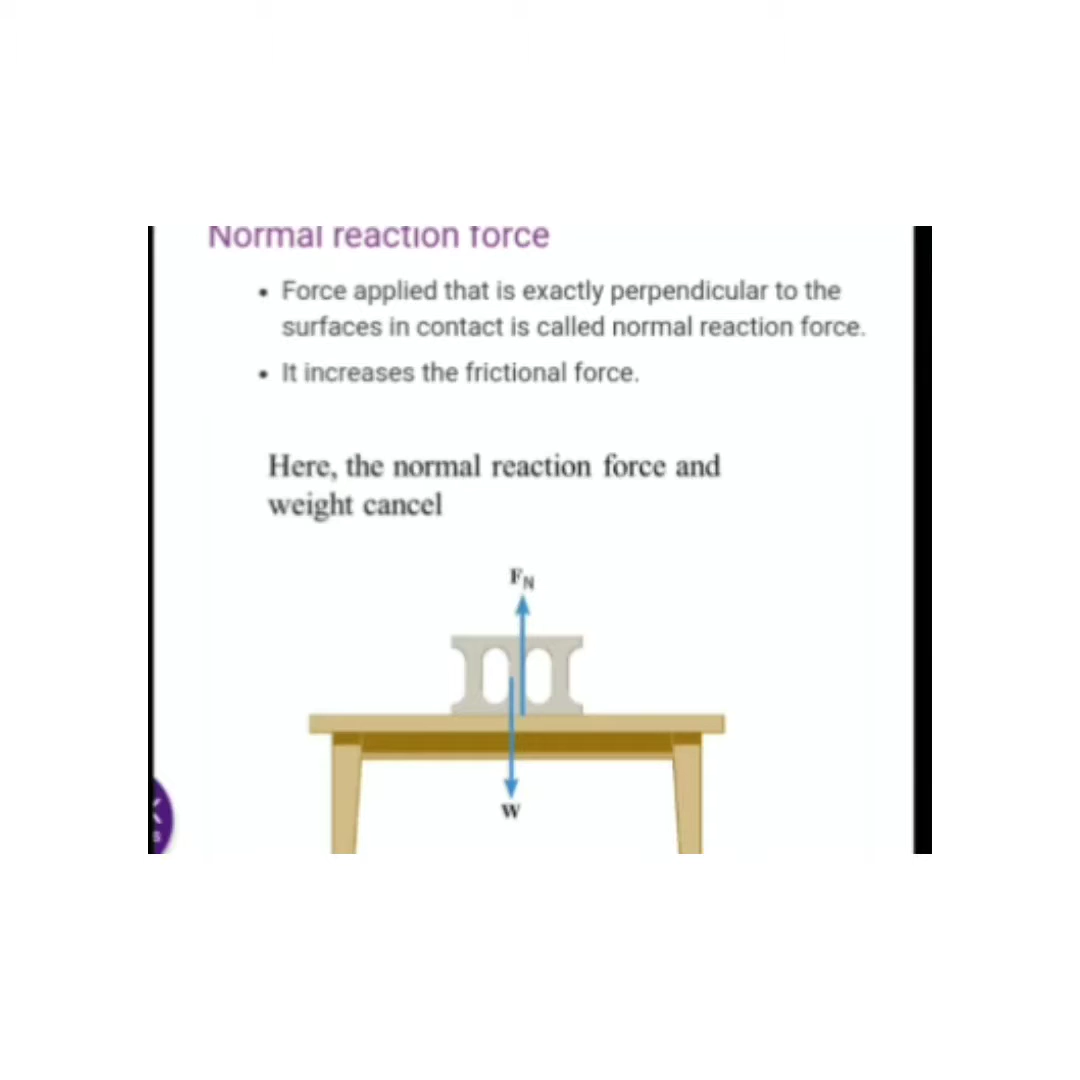 Normal reaction force
• Force applied that is exactly perpendicular to the
surfaces in contact is called normal reaction force.
• It increases the frictional force.
Here, the normal reaction force and
weight cancel
FN
W
s